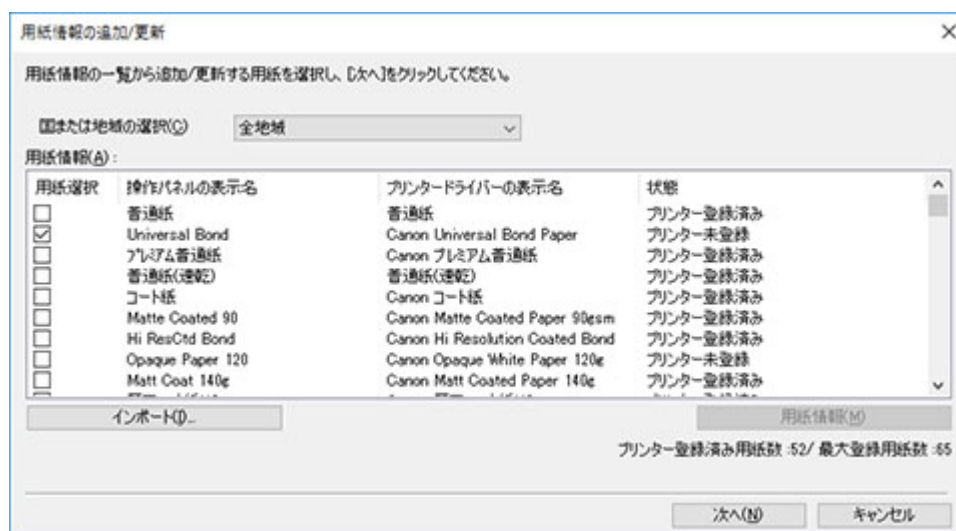 用紙情報の追加/更新
用紙情報の一覧から追加/更新する用紙を選択し、[次へ]をクリックしてください。
国または地域の選択(C) 全地域
用紙情報(A):
用紙選択 操作パネルの表示名 プリンタードライバーの表示名 状態
普通紙 普通紙 プリンター登録済み
Universal Bond Canon Universal Bond Paper プリンター未登録
プレミアム普通紙 Canon プレミアム普通紙 プリンター登録済み
普通紙(速乾) 普通紙(速乾) プリンター登録済み
コート紙 Canon コート紙 プリンター登録済み
Matte Coated 90 Canon Matte Coated Paper 90gsm プリンター登録済み
Hi ResCtd Bond Canon Hi Resolution Coated Bond プリンター登録済み
Opaque Paper 120 Canon Opaque White Paper 120g プリンター未登録
Matt Coat 140g Canon Matt Coated Paper 140g プリンター登録済み
インポート(I)... 用紙情報(M)
プリンター登録済み用紙数 :52/ 最大登録用紙数 :65
次へ(N) キャンセル